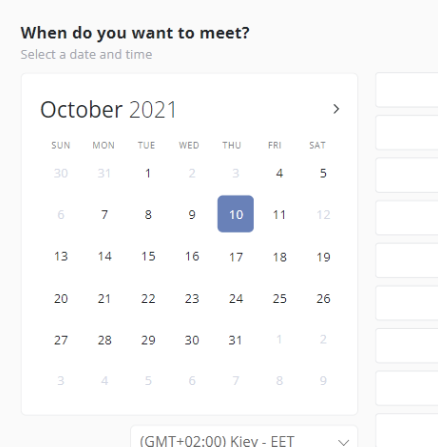 When do you want to meet?
Select a date and time
October 2021 >
SUN MON TUE WED THU FRI SAT
30 31 1 2 3 4 5
6 7 8 9 10 11 12
13 14 15 16 17 18 19
20 21 22 23 24 25 26
27 28 29 30 31 1 2
3 4 5 6 7 8 9
(GMT+02:00) Kiev - EET